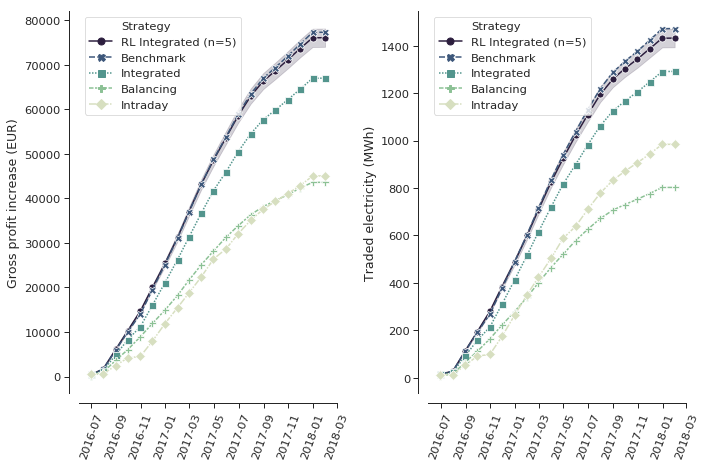 Gross profit increase (EUR)
80000
70000
60000
50000
40000
30000
20000
10000
0
Strategy
RL Integrated (n=5)
Benchmark
Integrated
Balancing
Intraday
2016-07
2016-09
2016-11
2017-01
2017-03
2017-05
2017-07
2017-09
2017-11
2018-01
2018-03
Traded electricity (MWh)
1400
1200
1000
800
600
400
200
0
Strategy
RL Integrated (n=5)
Benchmark
Integrated
Balancing
Intraday
2016-07
2016-09
2016-11
2017-01
2017-03
2017-05
2017-07
2017-09
2017-11
2018-01
2018-03